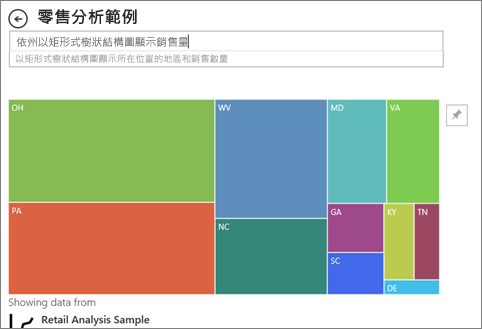 零售分析範例
依州以矩形式樹狀結構圖顯示銷售量
以矩形式樹狀結構圖顯示所在位置的地區和銷售數量
OH
WV
MD
VA
PA
NC
GA
KY
TN
SC
DE
Showing data from
Retail Analysis Sample